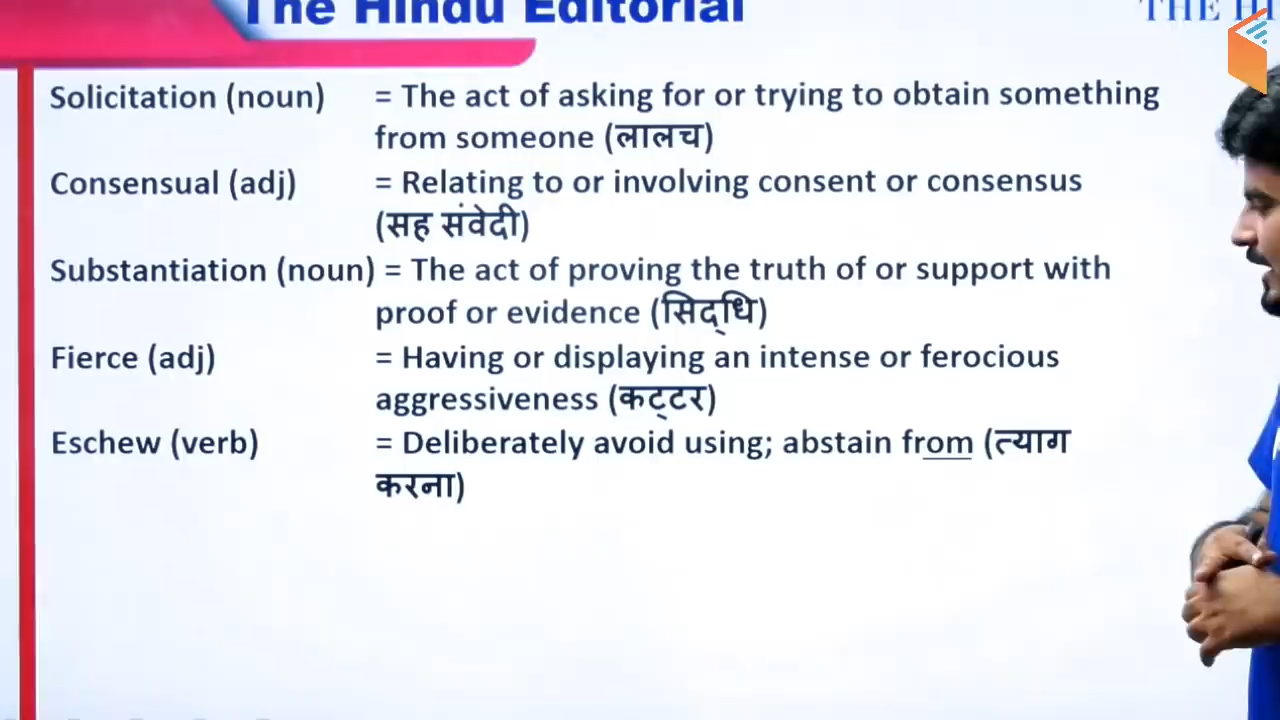 The Hindu Editorial
THE HI
Solicitation (noun) = The act of asking for or trying to obtain something
from someone (लालच)
Consensual (adj) = Relating to or involving consent or consensus
(सह संवेदी)
Substantiation (noun) = The act of proving the truth of or support with
proof or evidence (सिद्धि)
Fierce (adj) = Having or displaying an intense or ferocious
aggressiveness (कट्टर)
Eschew (verb) = Deliberately avoid using; abstain from (त्याग
करना)